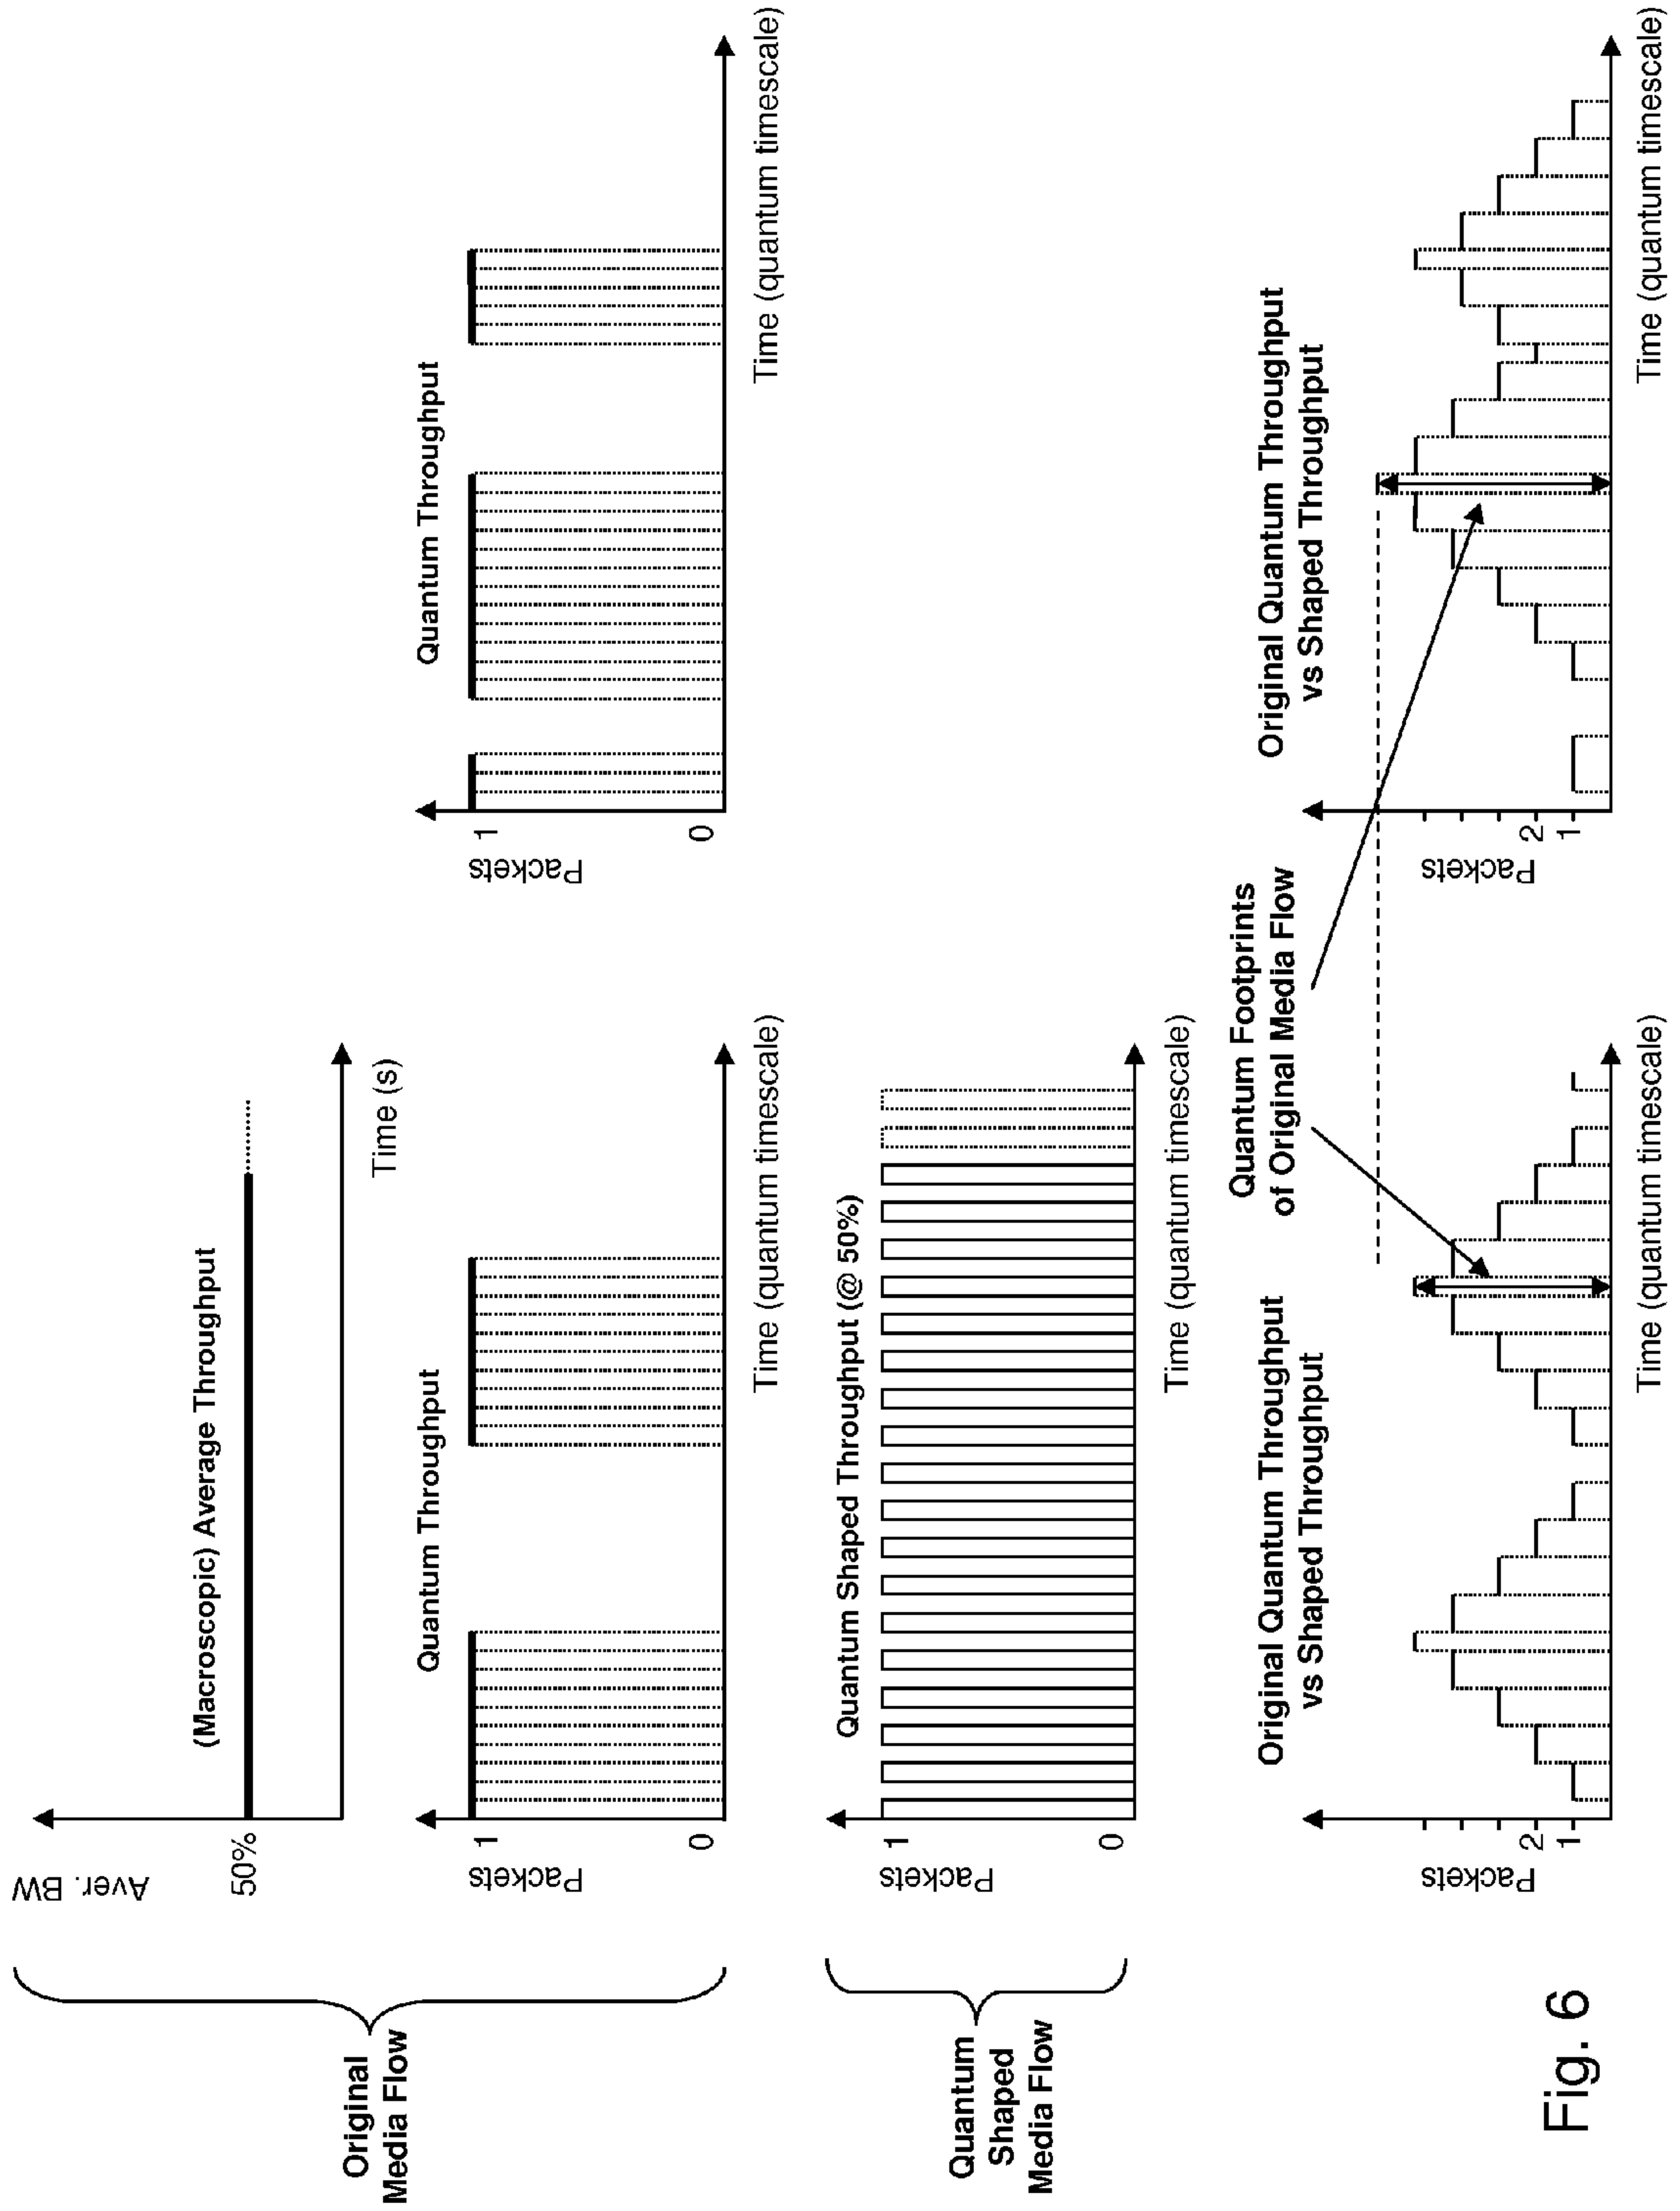 Original
Media Flow
Aver. BW
50%
(Macroscopic) Average Throughput
Time (s)
Packets
1
0
Quantum Throughput
Time (quantum timescale)
Packets
1
0
Quantum Throughput
Time (quantum timescale)
Quantum
Shaped
Media Flow
Packets
1
0
Quantum Shaped Throughput (@ 50%)
Time (quantum timescale)
Quantum Footprints
of Original Media Flow
Original Quantum Throughput
vs Shaped Throughput
Packets
2
1
Time (quantum timescale)
Original Quantum Throughput
vs Shaped Throughput
Packets
2
1
Time (quantum timescale)
Fig. 6